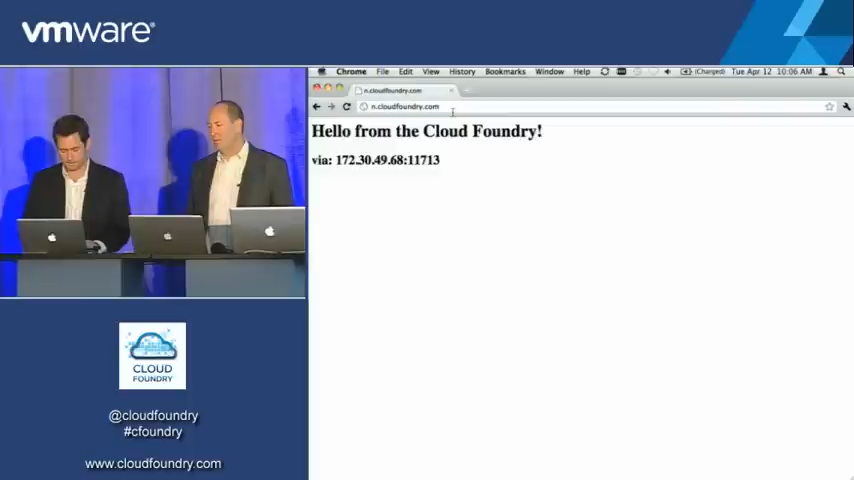 vmware®
Chrome File Edit View History Bookmarks Window Help (Charged) Tue Apr 12 10:06 AM
n.cloudfoundry.com
n.cloudfoundry.com
Hello from the Cloud Foundry!
via: 172.30.49.68:11713
CLOUD
FOUNDRY
@cloudfoundry
#cfoundry
www.cloudfoundry.com